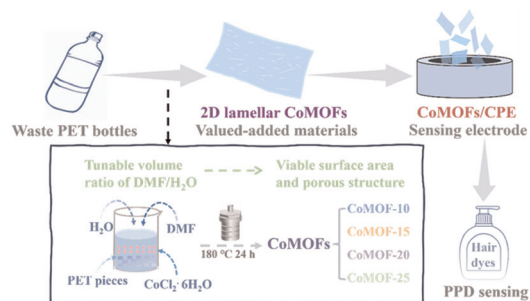 Waste PET bottles
2D lamellar CoMOFs
Valued-added materials
CoMOFs/CPE
Sensing electrode
Tunable volume
ratio of DMF/H₂O
Viable surface area
and porous structure
H₂O
DMF
PET pieces
CoCl₂·6H₂O
180 °C 24 h
CoMOFs
CoMOF-10
CoMOF-15
CoMOF-20
CoMOF-25
Hair
dyes
PPD sensing